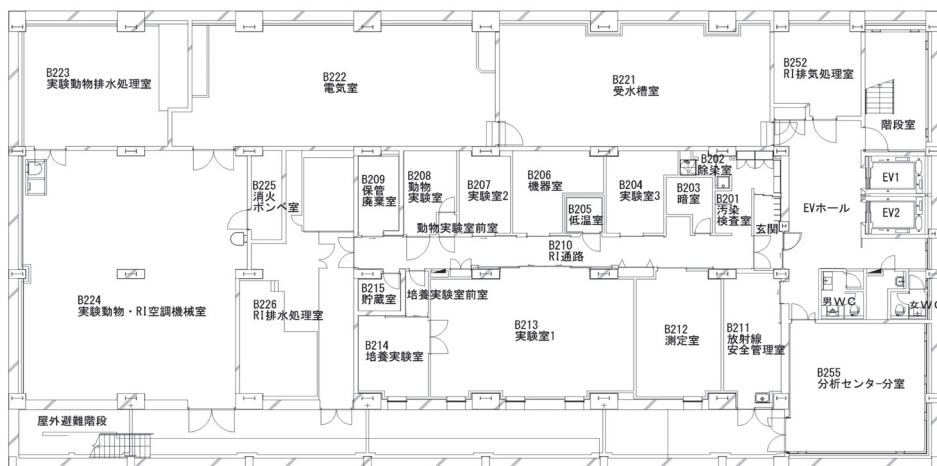 B223
実験動物排水処理室
B222
電気室
B221
受水槽室
B252
RI排気処理室
階段室
B225
消火
ボンベ室
B209
保管
廃棄室
B208
動物
実験室
動物実験室前室
B207
実験室2
B206
機器室
B205
低温室
B204
実験室3
B203
暗室
B202
除染室
B201
汚染
検査室
玄関
EVホール
EV1
EV2
B210
RI通路
B224
実験動物・RI空調機械室
B226
RI排水処理室
B215
貯蔵室
培養実験室前室
B214
培養実験室
B213
実験室1
B212
測定室
B211
放射線
安全管理室
男WC
女WC
B255
分析センター分室
屋外避難階段